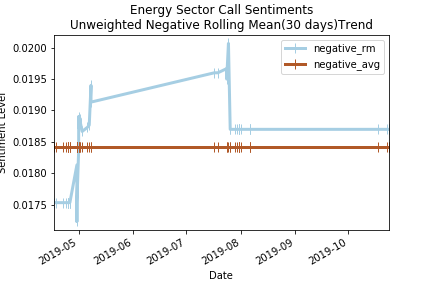 Energy Sector Call Sentiments
Unweighted Negative Rolling Mean(30 days)Trend
negative_rm
negative_avg
Sentiment Level
0.0200
0.0195
0.0190
0.0185
0.0180
0.0175
2019-05
2019-06
2019-07
2019-08
2019-09
2019-10
Date